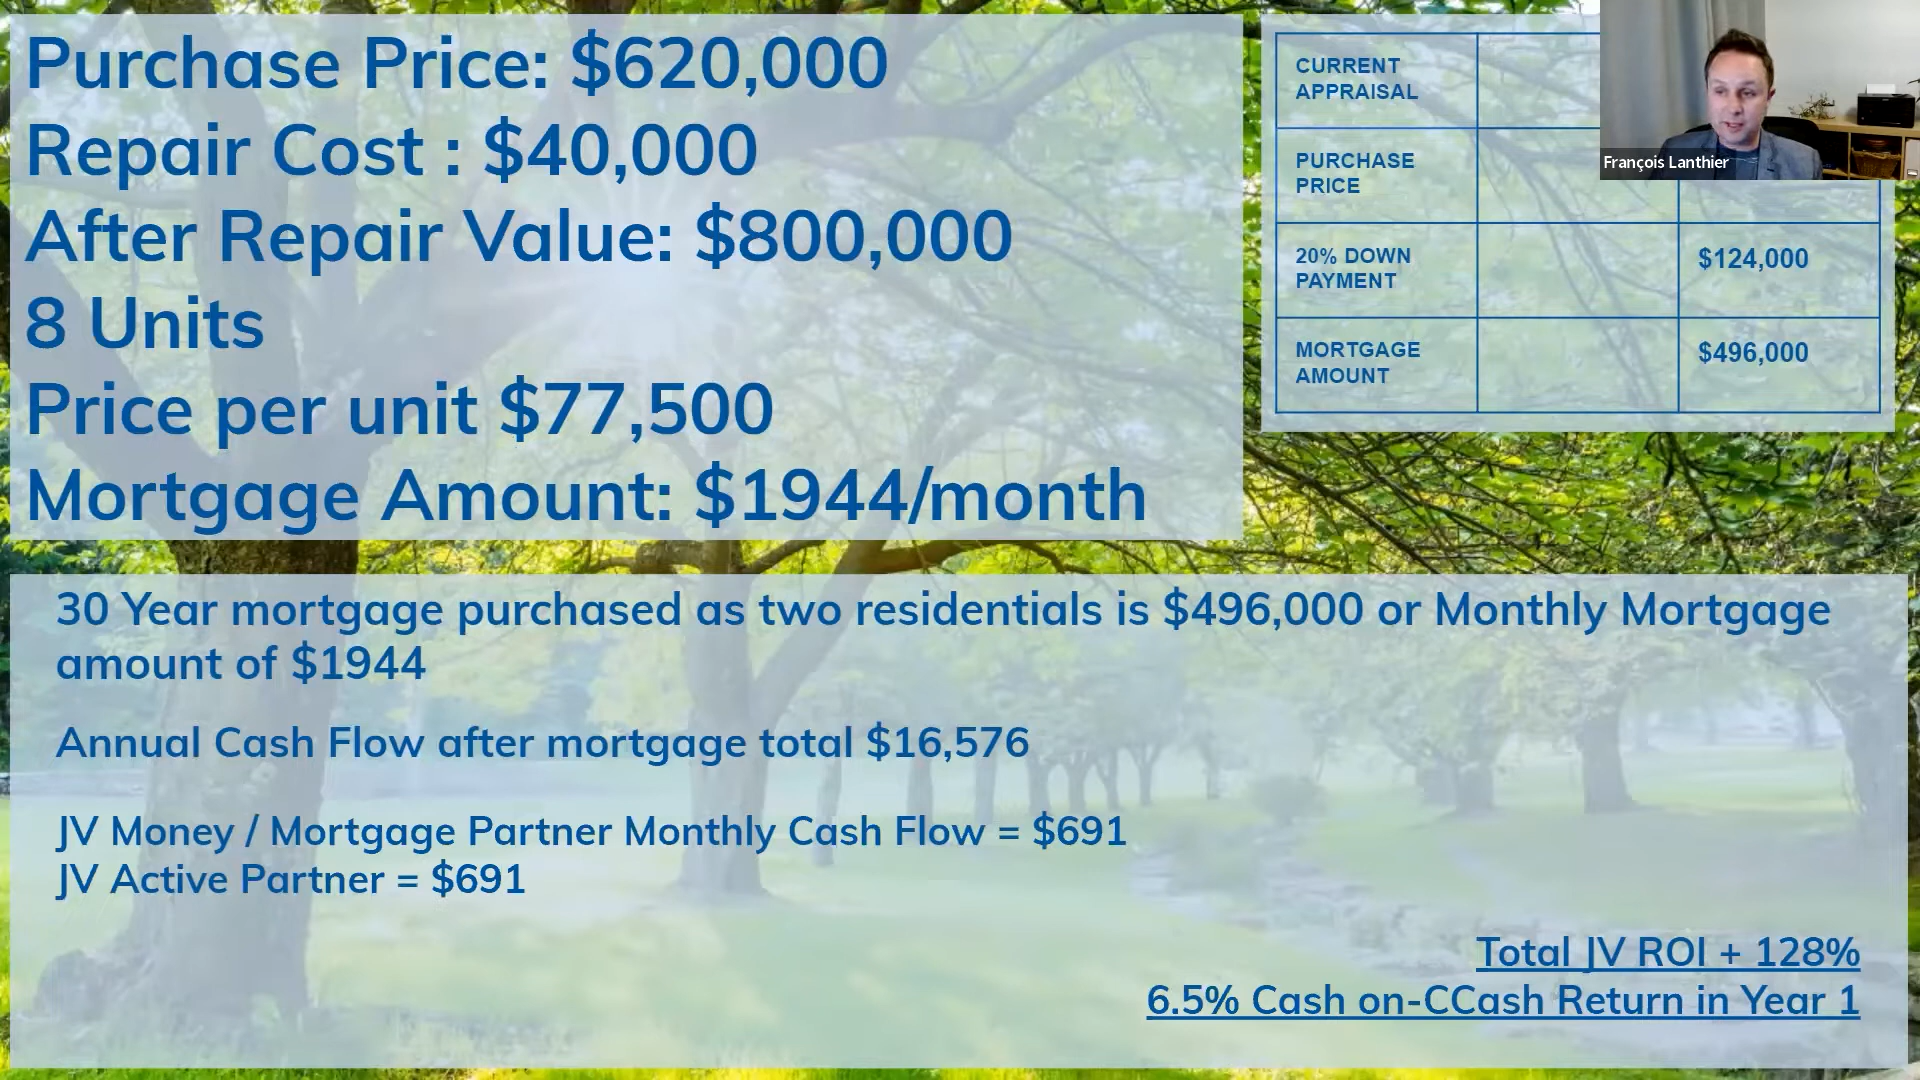 Purchase Price: $620,000
Repair Cost : $40,000
After Repair Value: $800,000
8 Units
Price per unit $77,500
Mortgage Amount: $1944/month
CURRENT
APPRAISAL
PURCHASE
PRICE
20% DOWN
PAYMENT
$124,000
MORTGAGE
AMOUNT
$496,000
François Lanthier
30 Year mortgage purchased as two residentials is $496,000 or Monthly Mortgage
amount of $1944
Annual Cash Flow after mortgage total $16,576
JV Money / Mortgage Partner Monthly Cash Flow = $691
JV Active Partner = $691
Total JV ROI + 128%
6.5% Cash on-CCash Return in Year 1